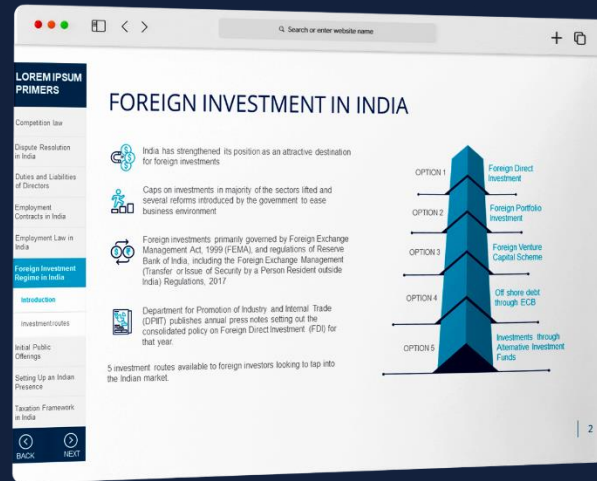 Search or enter website name
LOREM IPSUM
PRIMERS
Competition law
Dispute Resolution
in India
Duties and Liabilities
of Directors
Employment
Contracts in India
Employment Law in
India
Foreign Investment
Regime in India
Introduction
Investment routes
Initial Public
Offerings
Setting Up an Indian
Presence
Taxation Framework
in India
BACK
NEXT
FOREIGN INVESTMENT IN INDIA
India has strengthened its position as an attractive destination
for foreign investments
Caps on investments in majority of the sectors lifted and
several reforms introduced by the government to ease
business environment
Foreign investments primarily governed by Foreign Exchange
Management Act, 1999 (FEMA), and regulations of Reserve
Bank of India, including the Foreign Exchange Management
(Transfer or Issue of Security by a Person Resident outside
India) Regulations, 2017
Department for Promotion of Industry and Internal Trade
(DPIIT) publishes annual press notes setting out the
consolidated policy on Foreign Direct Investment (FDI) for
that year.
5 investment routes available to foreign investors looking to tap into
the Indian market.
OPTION 1
Foreign Direct
Investment
OPTION 2
Foreign Portfolio
Investment
OPTION 3
Foreign Venture
Capital Scheme
OPTION 4
Off shore debt
through ECB
OPTION 5
Investments through
Alternative Investment
Funds
2